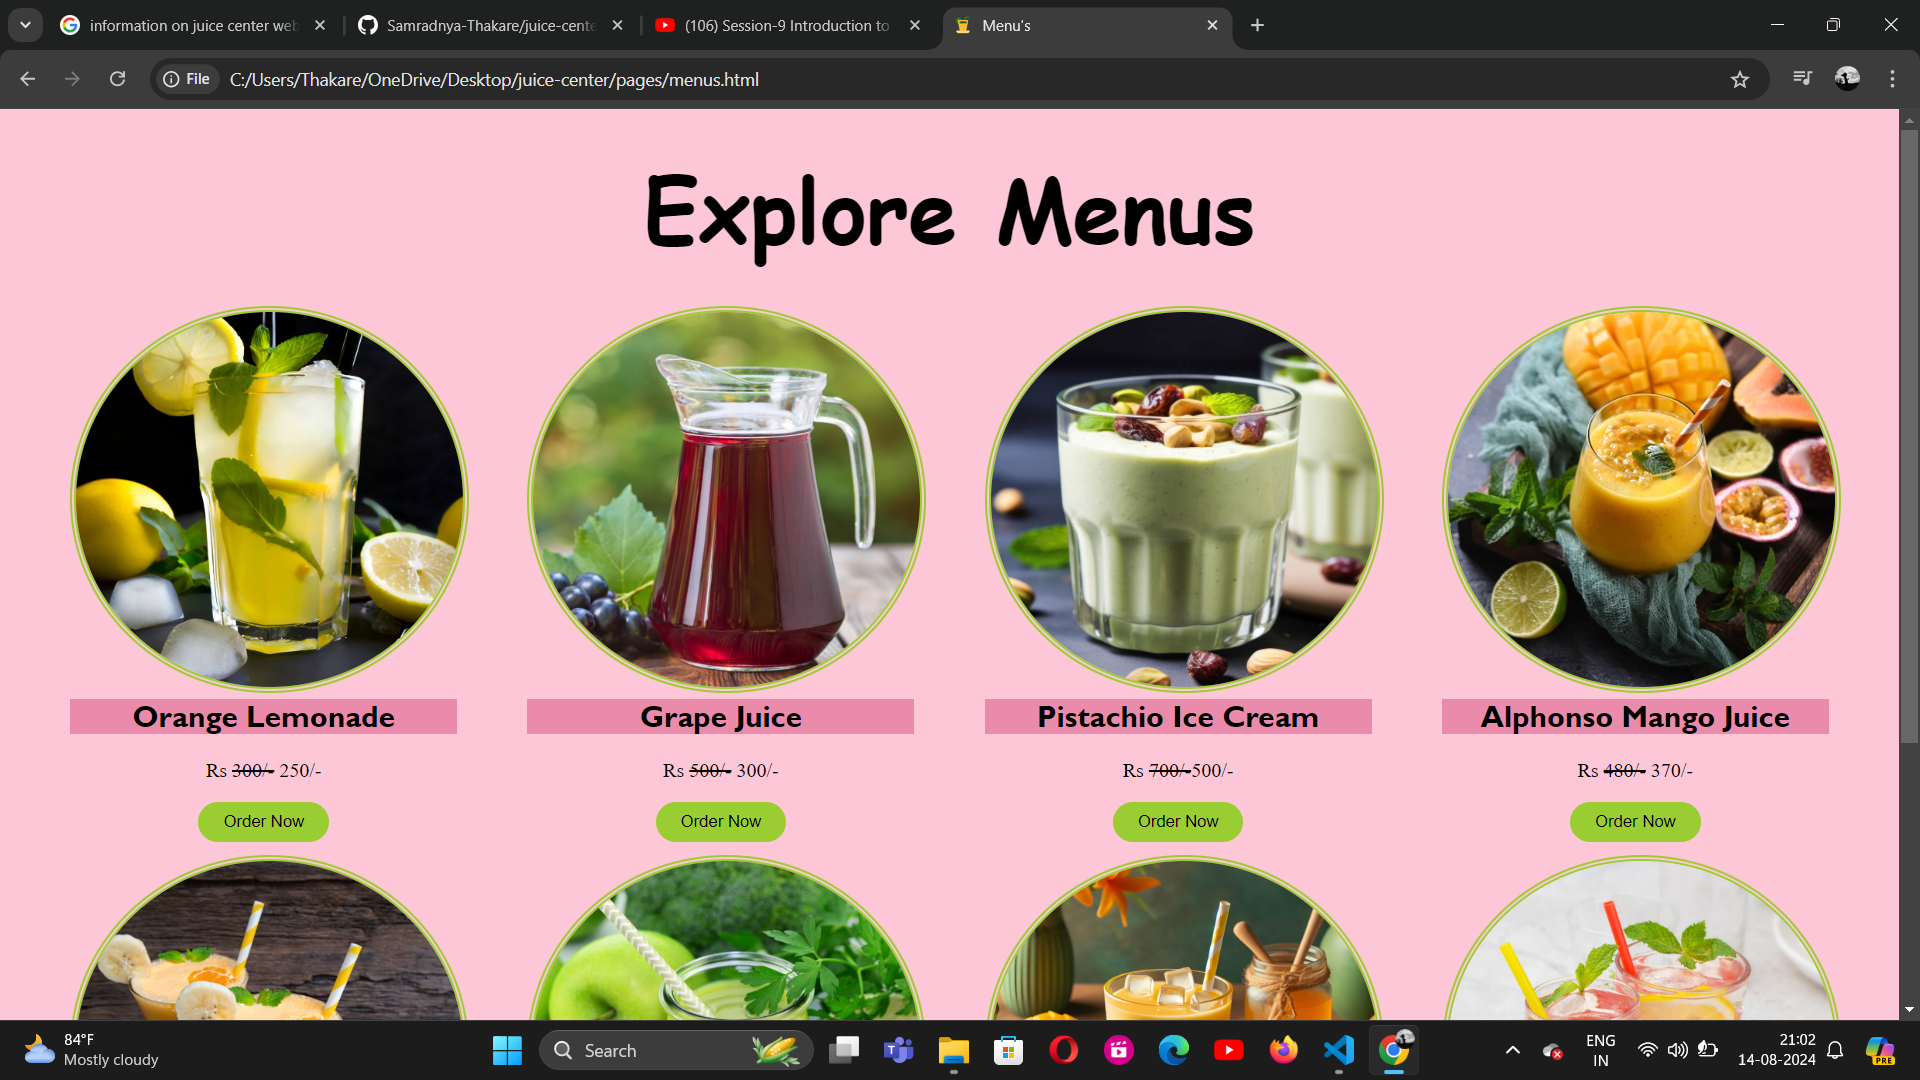 information on juice center web
Samradnya-Thakare/juice-cente
(106) Session-9 Introduction to
Menu's
File
C:/Users/Thakare/OneDrive/Desktop/juice-center/pages/menus.html
Explore Menus
Orange Lemonade
Grape Juice
Pistachio Ice Cream
Alphonso Mango Juice
Rs 300/- 250/-
Rs 500/- 300/-
Rs 700/-500/-
Rs 480/- 370/-
Order Now
Order Now
Order Now
Order Now
84°F
Mostly cloudy
Search
ENG
IN
21:02
14-08-2024
PRE